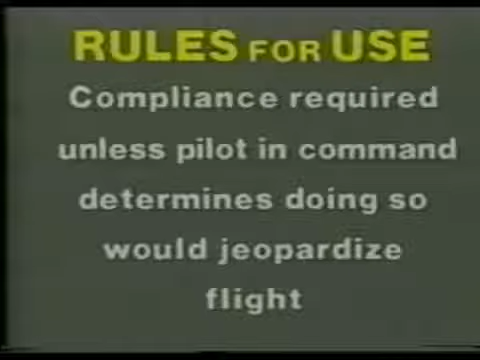 RULES FOR USE
Compliance required
unless pilot in command
determines doing so
would jeopardize
flight